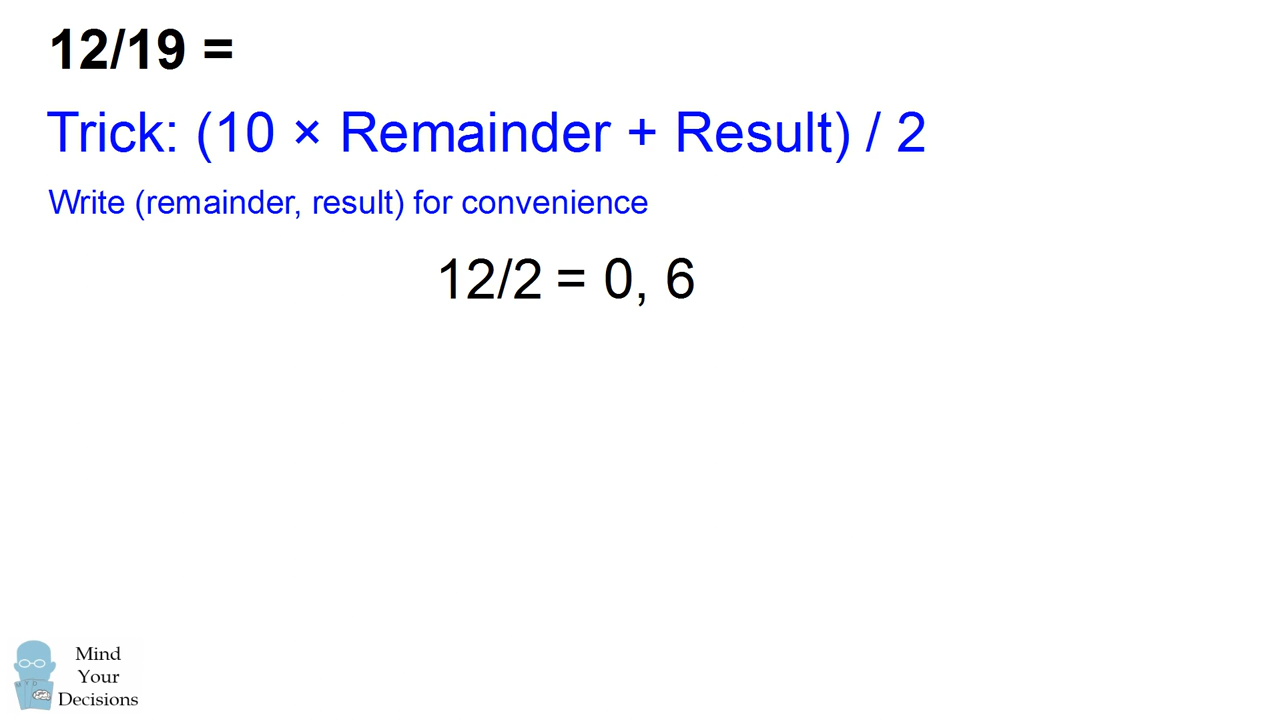 12/19 =
Trick: (10 × Remainder + Result) / 2
Write (remainder, result) for convenience
12/2 = 0, 6
Mind
Your
Decisions